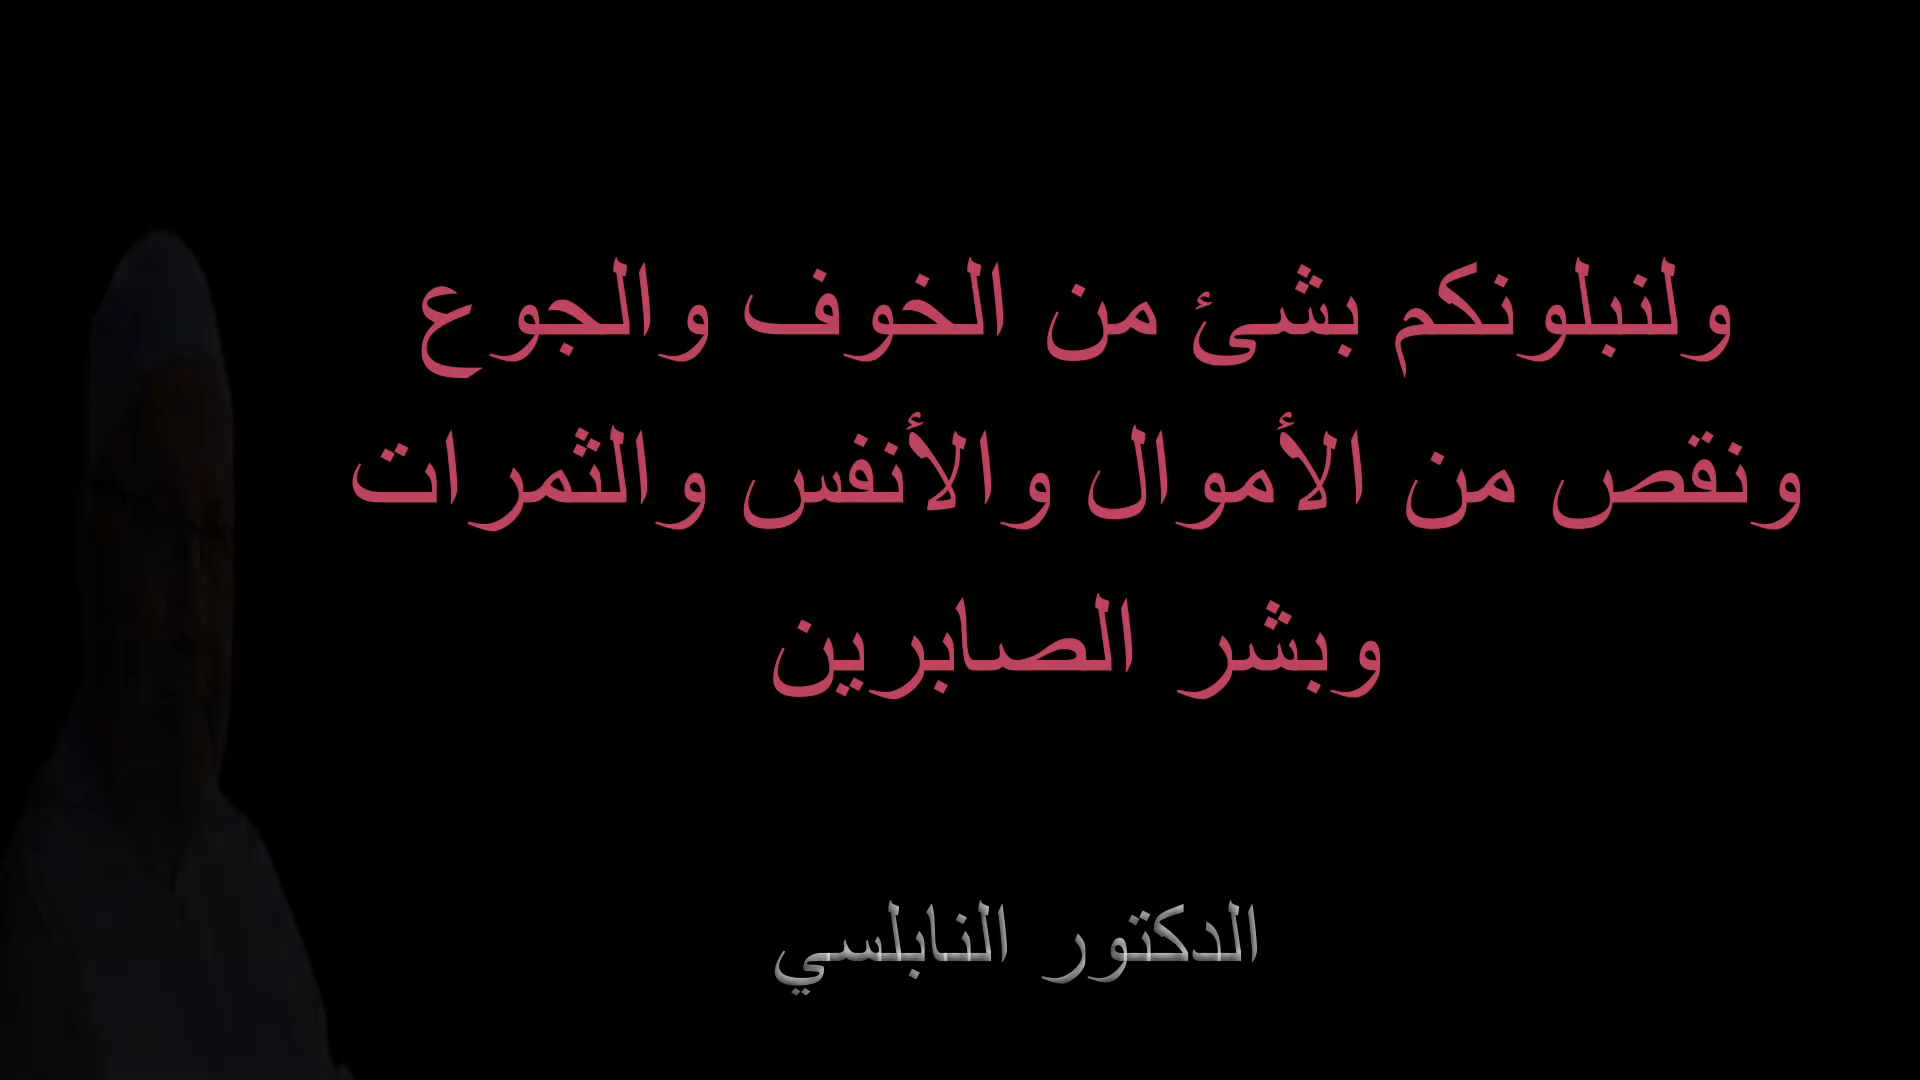 ولنبلونكم بشئ من الخوف والجوع
ونقص من الأموال والأنفس والثمرات
وبشر الصابرين
الدكتور النابلسي